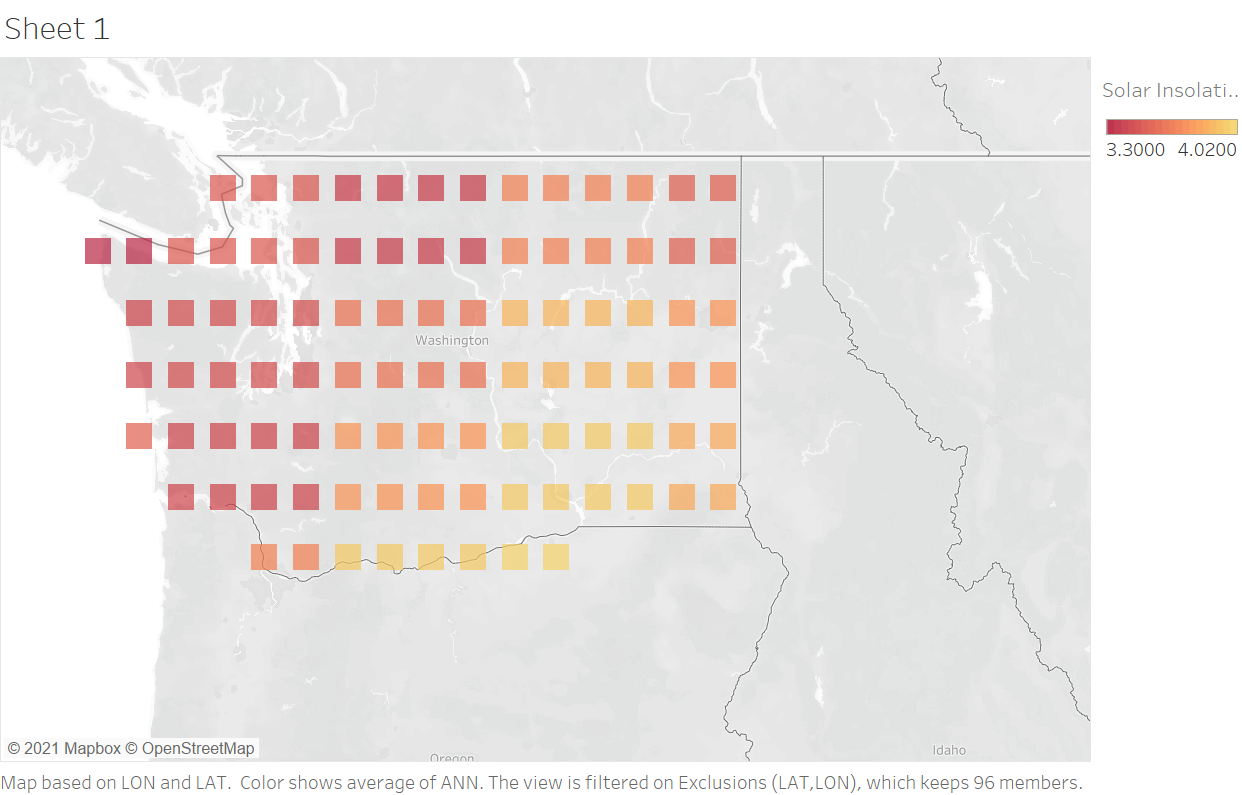 Sheet 1
Solar Insolati..
3.3000 4.0200
Washington
Idaho
Oregon
© 2021 Mapbox © OpenStreetMap
Map based on LON and LAT.  Color shows average of ANN. The view is filtered on Exclusions (LAT,LON), which keeps 96 members.